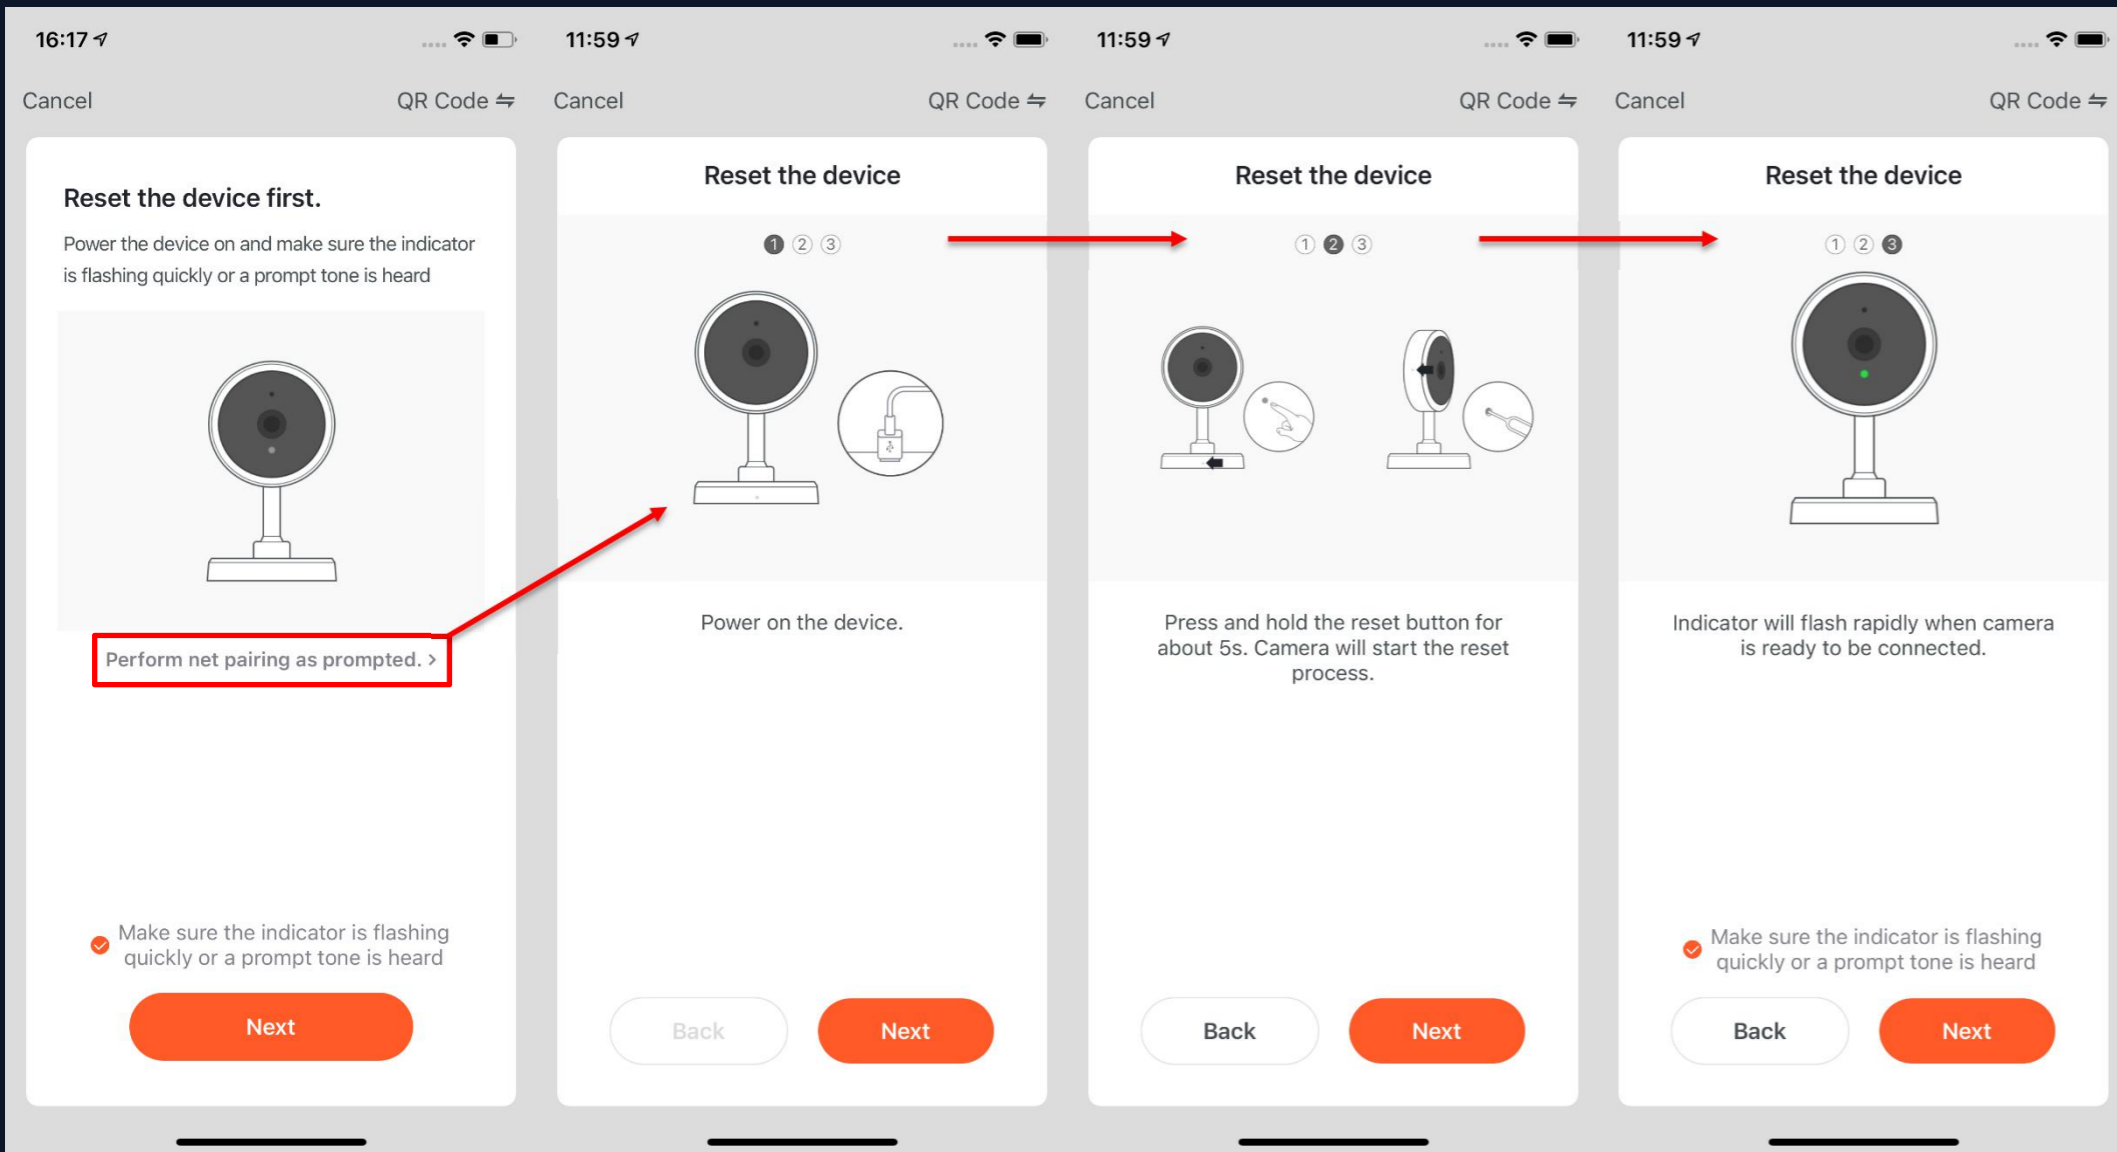 16:17
Cancel
QR Code
Reset the device first.
Power the device on and make sure the indicator
is flashing quickly or a prompt tone is heard
Perform net pairing as prompted. >
Make sure the indicator is flashing
quickly or a prompt tone is heard
Next
11:59
Cancel
QR Code
Reset the device
1 2 3
Power on the device.
Back
Next
11:59
Cancel
QR Code
Reset the device
1 2 3
Press and hold the reset button for
about 5s. Camera will start the reset
process.
Back
Next
11:59
Cancel
QR Code
Reset the device
1 2 3
Indicator will flash rapidly when camera
is ready to be connected.
Make sure the indicator is flashing
quickly or a prompt tone is heard
Back
Next